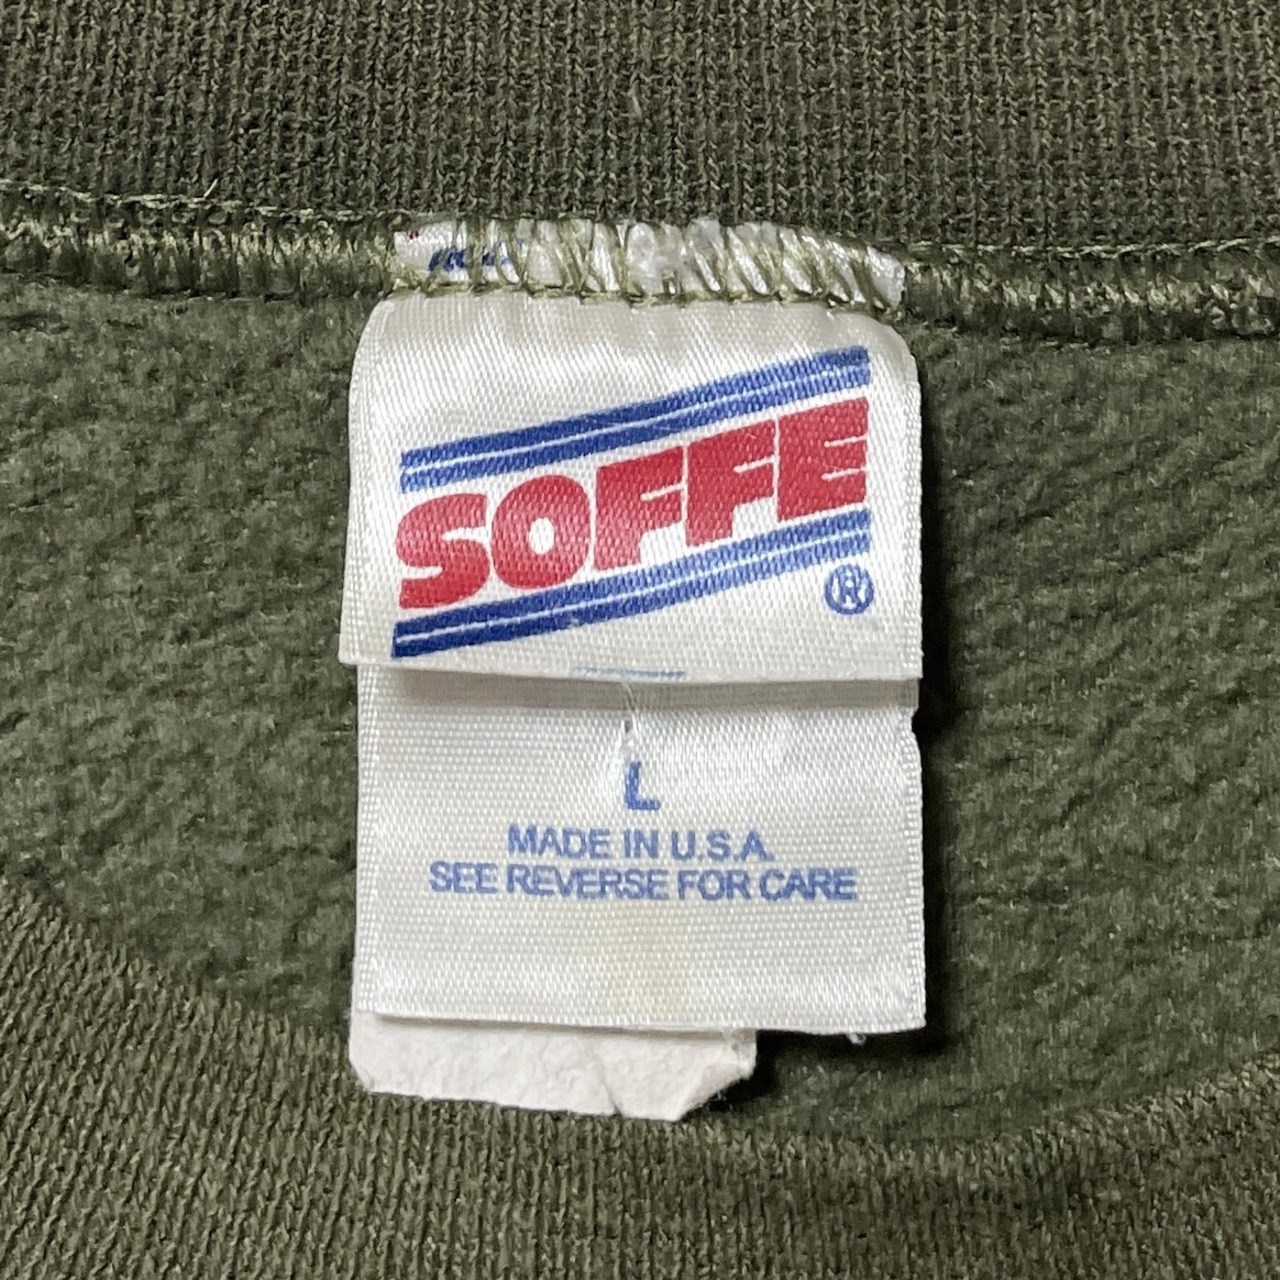 SOFFE
®
L
MADE IN U.S.A.
SEE REVERSE FOR CARE